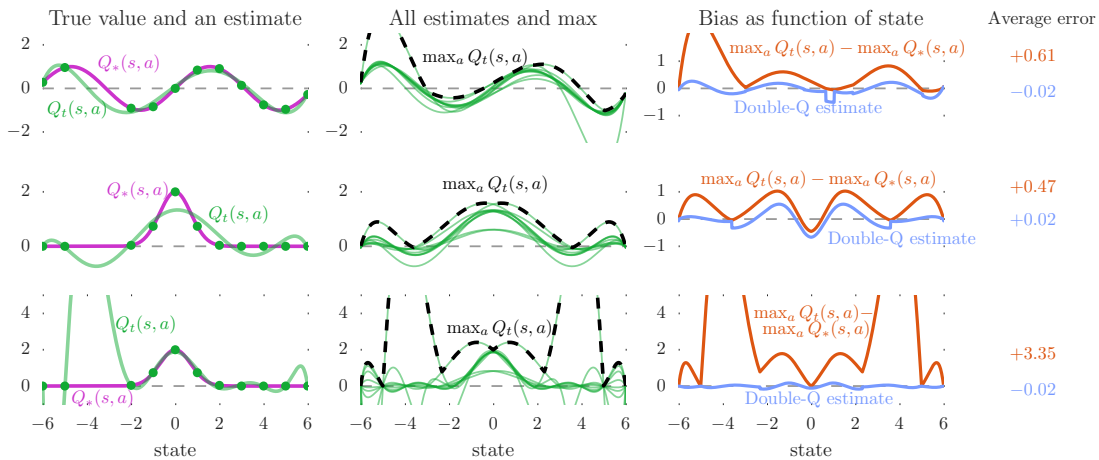 True value and an estimate
All estimates and max
Bias as function of state
Average error
2
0
−2
Q∗(s, a)
Qt(s, a)
2
0
−2
maxa Qt(s, a)
1
0
−1
maxa Qt(s, a) − maxa Q∗(s, a)
Double-Q estimate
+0.61
−0.02
2
0
Q∗(s, a)
Qt(s, a)
2
0
maxa Qt(s, a)
1
0
−1
maxa Qt(s, a) − maxa Q∗(s, a)
Double-Q estimate
+0.47
+0.02
4
2
0
Qt(s, a)
Q∗(s, a)
4
2
0
maxa Qt(s, a)
4
2
0
maxa Qt(s, a)−
maxa Q∗(s, a)
Double-Q estimate
+3.35
−0.02
−6 −4 −2 0 2 4 6
−6 −4 −2 0 2 4 6
−6 −4 −2 0 2 4 6
state
state
state